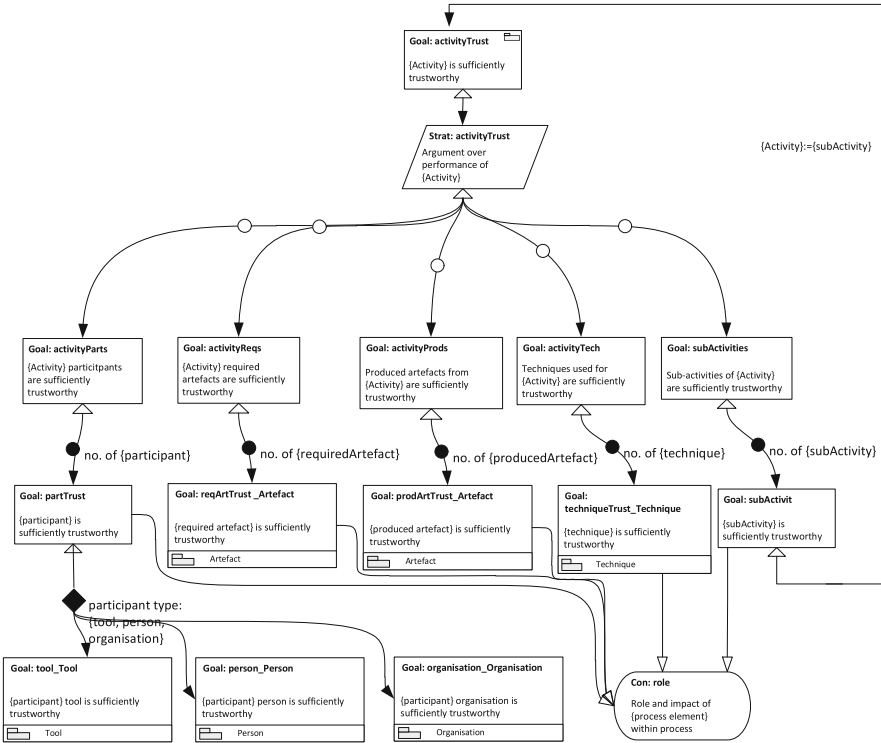 Goal: activityTrust
{Activity} is sufficiently
trustworthy
Strat: activityTrust
Argument over
performance of
{Activity}
{Activity}:={subActivity}
Goal: activityParts
{Activity} particitpants
are sufficiently
trustworthy
Goal: activityReqs
{Activity} required
artefacts are sufficiently
trustworthy
Goal: activityProds
Produced artefacts from
{Activity} are sufficiently
trustworthy
Goal: activityTech
Techniques used for
{Activity} are sufficiently
trustworthy
Goal: subActivities
Sub-activities of {Activity}
are sufficiently trustworthy
no. of {participant}
no. of {requiredArtefact}
no. of {producedArtefact}
no. of {technique}
no. of {subActivity}
Goal: partTrust
{participant} is
sufficiently trustworthy
Goal: reqArtTrust _Artefact
{required artefact} is sufficiently
trustworthy
Artefact
Goal: prodArtTrust_Artefact
{produced artefact} is sufficiently
trustworthy
Artefact
Goal:
techniqueTrust_Technique
{technique} is sufficiently
trustworthy
Technique
Goal: subActivit
{subActivity} is
sufficiently trustworthy
participant type:
{tool, person,
organisation}
Goal: tool_Tool
{participant} tool is sufficiently
trustworthy
Tool
Goal: person_Person
{participant} person is sufficiently
trustworthy
Person
Goal: organisation_Organisation
{participant} organisation is
sufficiently trustworthy
Organisation
Con: role
Role and impact of
{process element}
within process